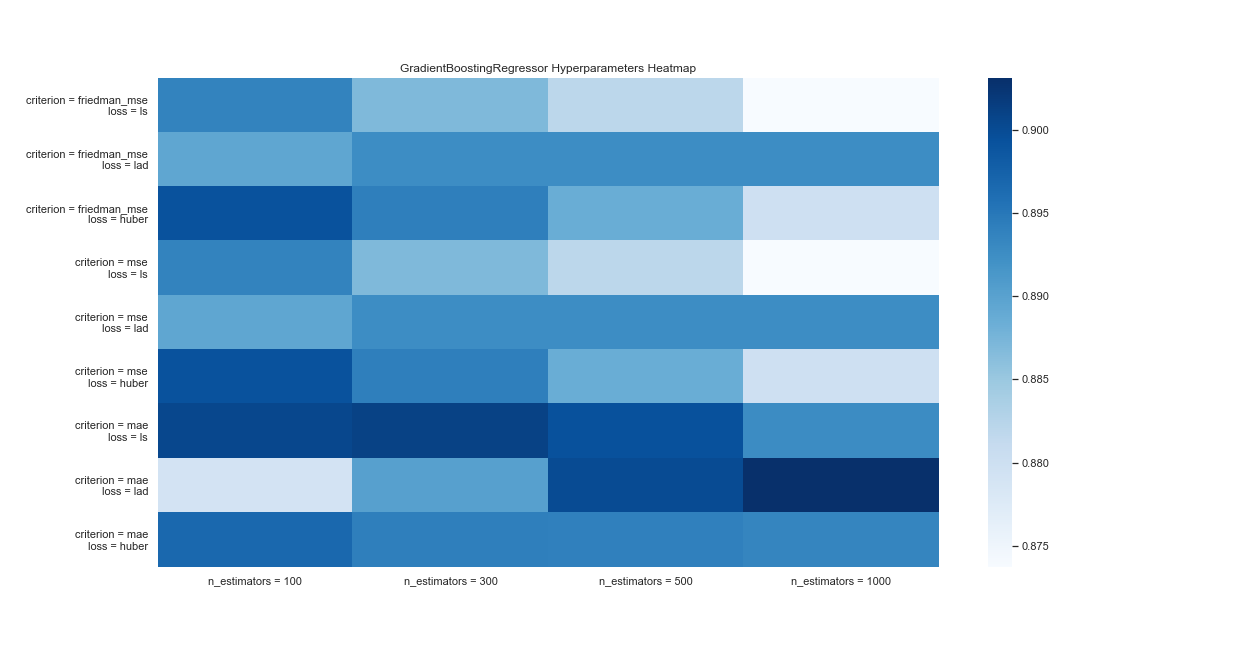 GradientBoostingRegressor Hyperparameters Heatmap
criterion = friedman_mse
loss = ls
criterion = friedman_mse
loss = lad
criterion = friedman_mse
loss = huber
criterion = mse
loss = ls
criterion = mse
loss = lad
criterion = mse
loss = huber
criterion = mae
loss = ls
criterion = mae
loss = lad
criterion = mae
loss = huber
n_estimators = 100
n_estimators = 300
n_estimators = 500
n_estimators = 1000
0.900
0.895
0.890
0.885
0.880
0.875